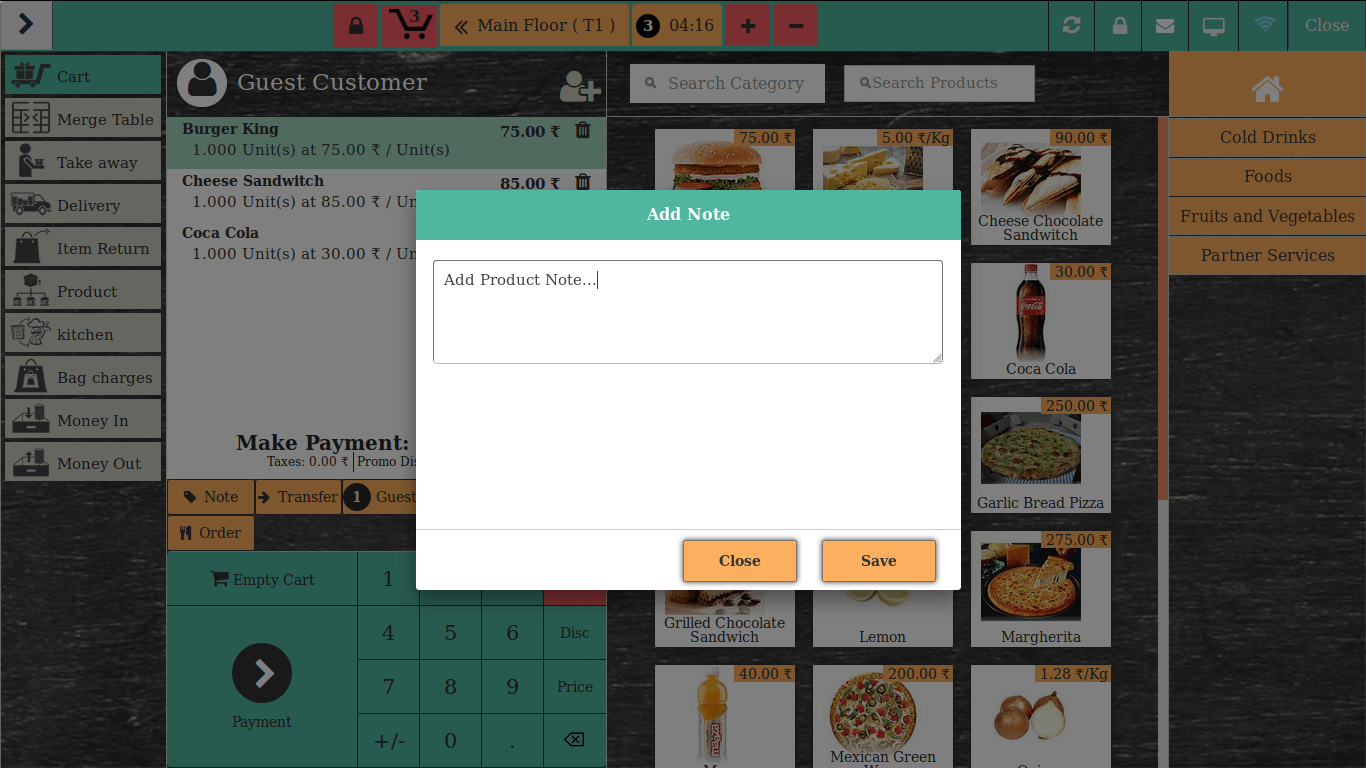 3
Main Floor ( T1 )
3 04:16
Close
Cart
Merge Table
Take away
Delivery
Item Return
Product
kitchen
Bag charges
Money In
Money Out
Guest Customer
Burger King 75.00 ₹
1.000 Unit(s) at 75.00 ₹ / Unit(s)
Cheese Sandwitch 85.00 ₹
1.000 Unit(s) at 85.00 ₹ / Un
Coca Cola
1.000 Unit(s) at 30.00 ₹ / Un
Make Payment:
Taxes: 0.00 ₹ Promo Dis
Note
Transfer
1 Guest
Order
Empty Cart
Payment
1
4 5 6 Disc
7 8 9 Price
+/- 0 .
Add Note
Add Product Note...
Close
Save
Search Category
Search Products
75.00 ₹
5.00 ₹/Kg
90.00 ₹
Cheese Chocolate
Sandwitch
30.00 ₹
Coca-Cola
Coca Cola
250.00 ₹
Garlic Bread Pizza
275.00 ₹
Grilled Chocolate
Sandwich
Lemon
Margherita
40.00 ₹
maaza
200.00 ₹
Mexican Green
1.28 ₹/Kg
Cold Drinks
Foods
Fruits and Vegetables
Partner Services